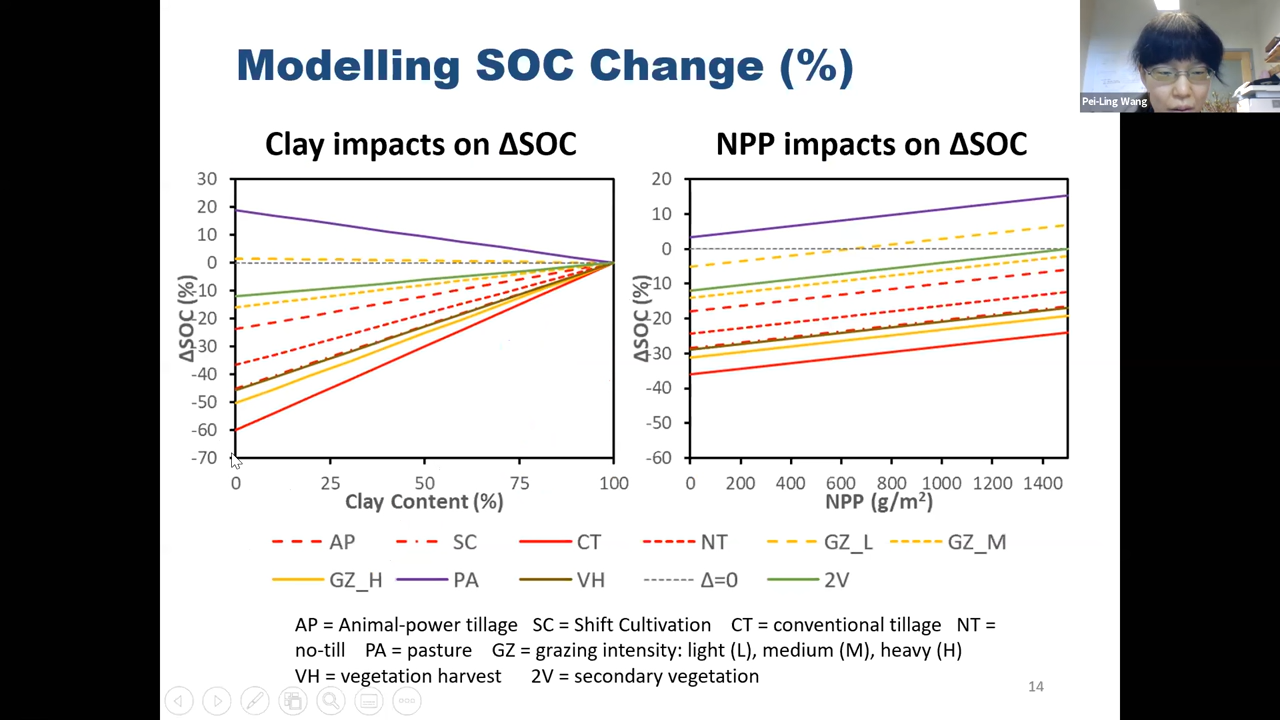 Modelling SOC Change (%)
Pei-Ling Wang
Clay impacts on ΔSOC
30
20
10
0
-10
-20
-30
-40
-50
-60
-70
ΔSOC (%)
0 25 50 75 100
Clay Content (%)
NPP impacts on ΔSOC
20
10
0
-10
-20
-30
-40
-50
-60
ΔSOC (%)
0 200 400 600 800 1000 1200 1400
NPP (g/m²)
AP SC CT NT GZ_L GZ_M
GZ_H PA VH Δ=0 2V
AP = Animal-power tillage SC = Shift Cultivation CT = conventional tillage NT =
no-till PA = pasture GZ = grazing intensity: light (L), medium (M), heavy (H)
VH = vegetation harvest 2V = secondary vegetation
14